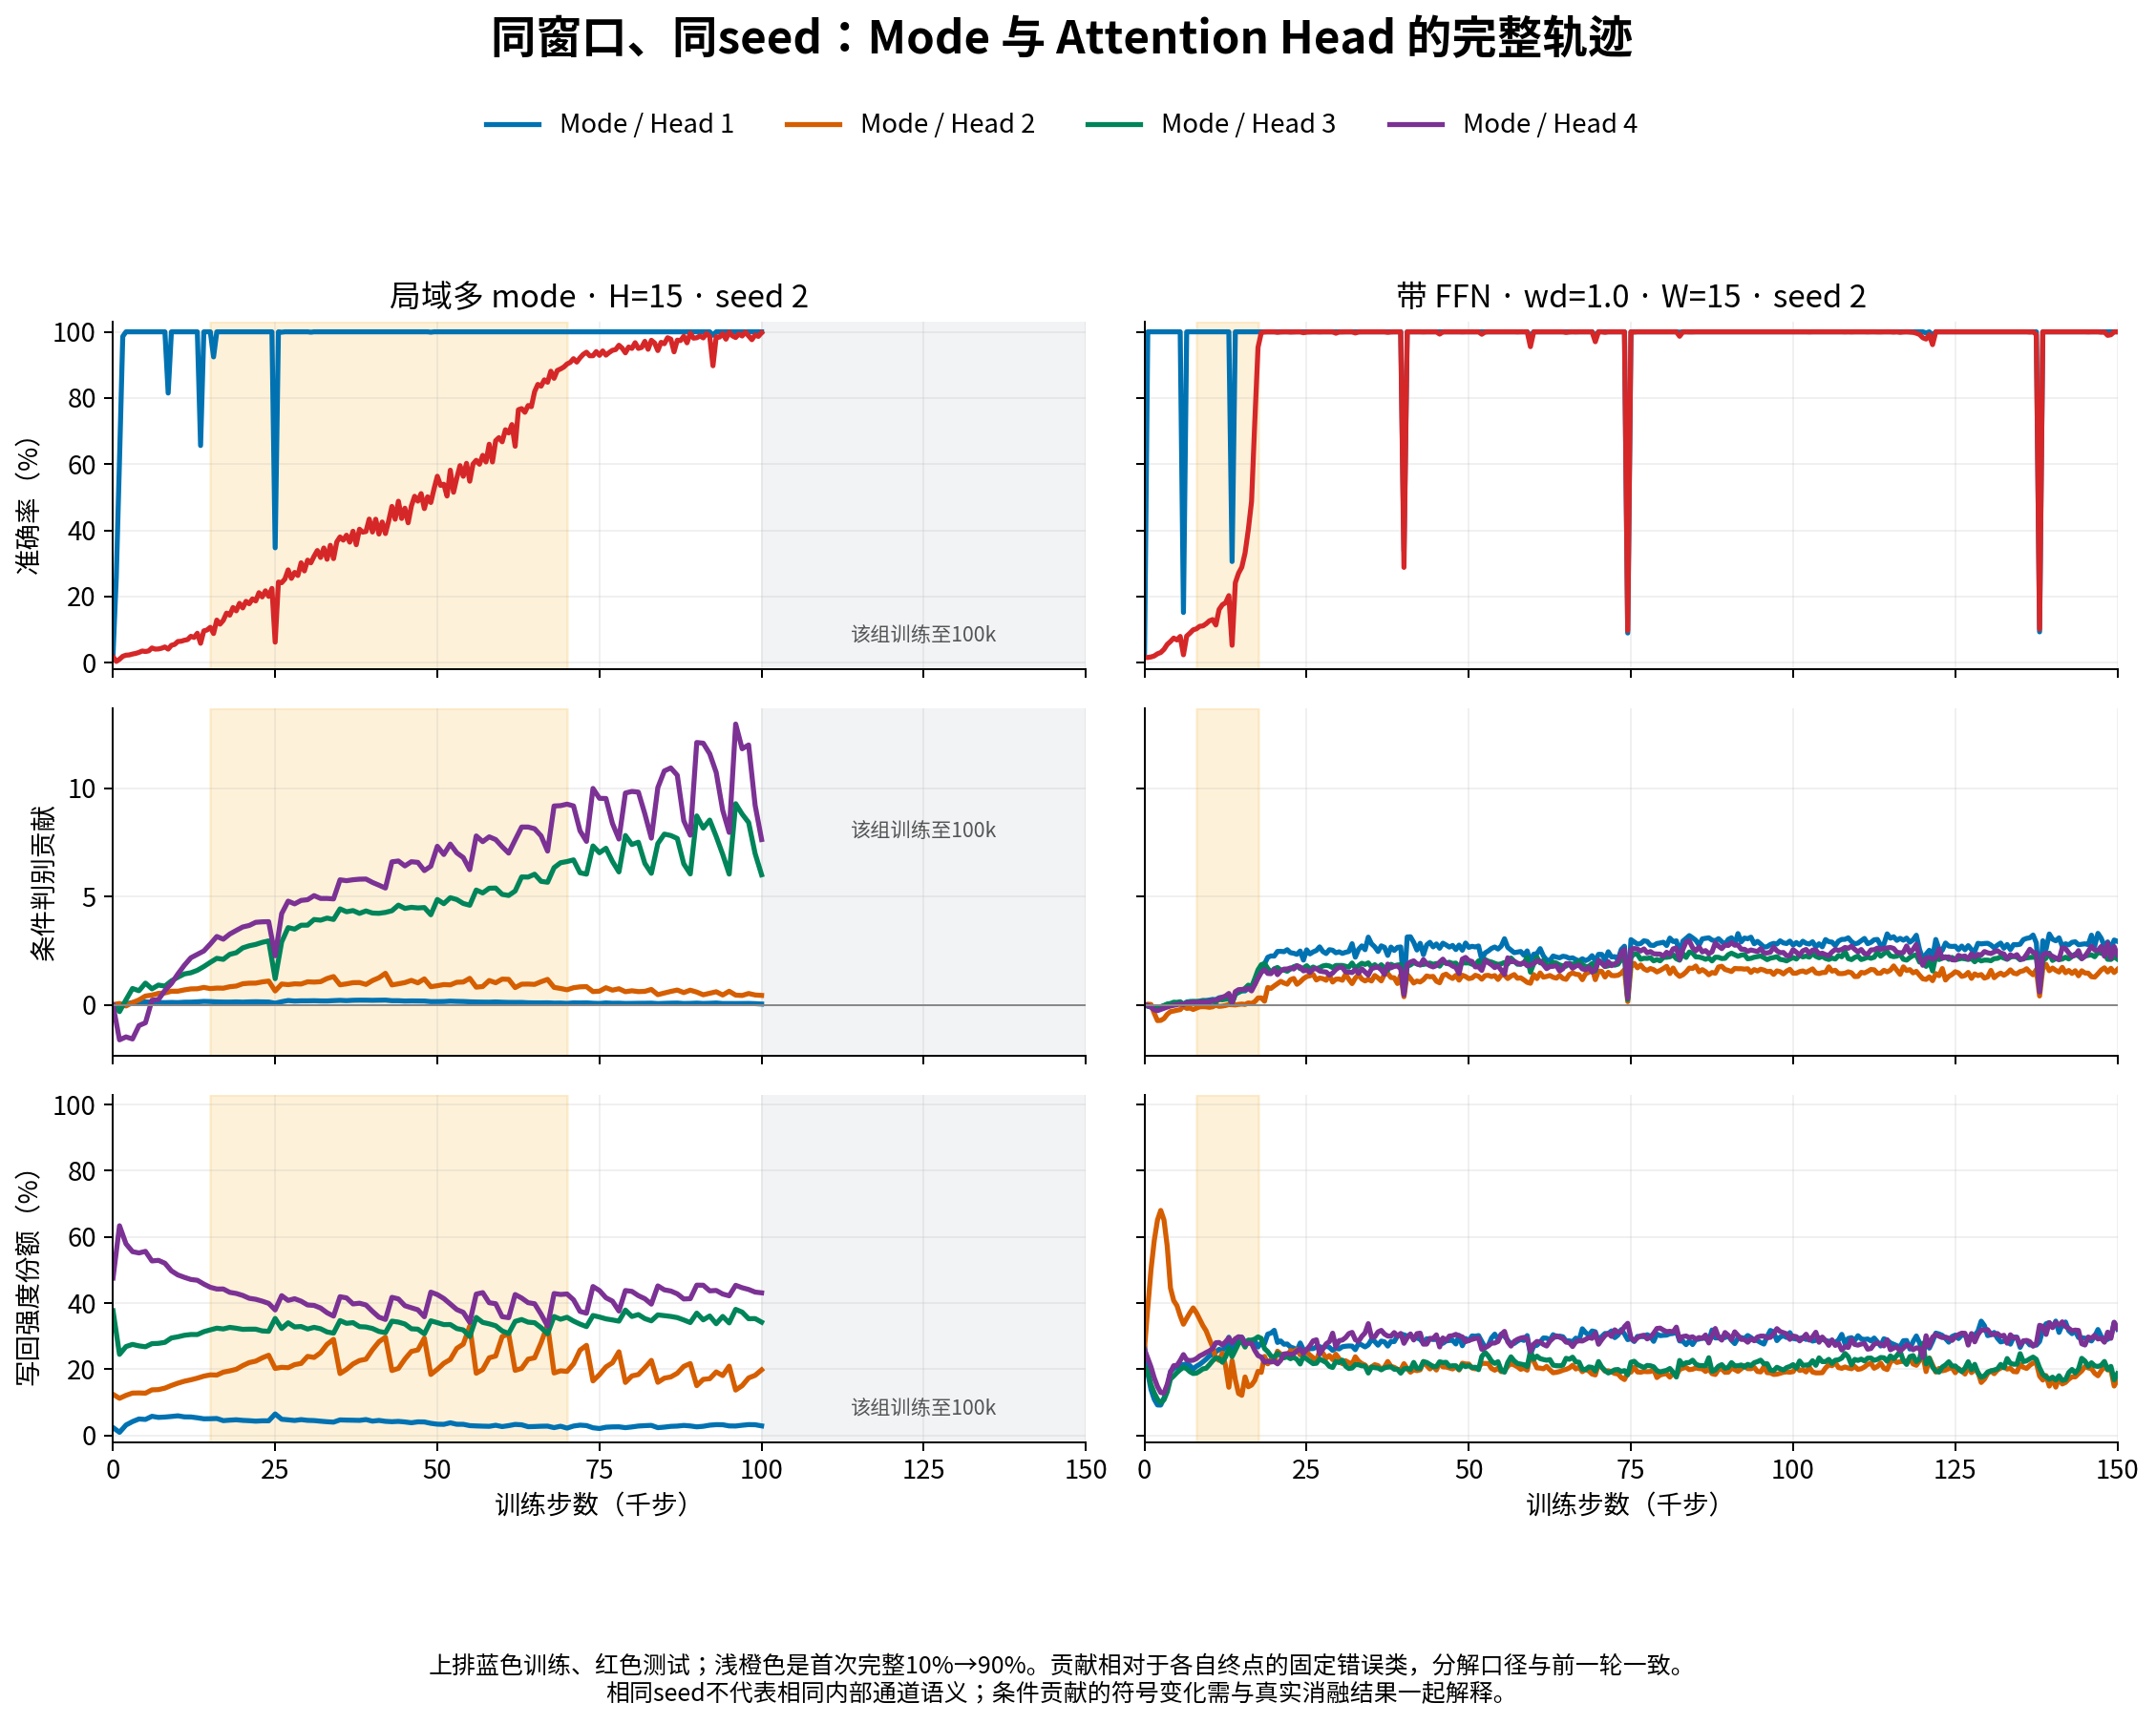 同窗口、同seed：Mode 与 Attention Head 的完整轨迹
Mode / Head 1
Mode / Head 2
Mode / Head 3
Mode / Head 4
局域多 mode · H=15 · seed 2
带 FFN · wd=1.0 · W=15 · seed 2
准确率（%）
100
80
60
40
20
0
该组训练至100k
条件判别贡献
10
5
0
该组训练至100k
写回强度份额（%）
100
80
60
40
20
0
该组训练至100k
0 25 50 75 100 125 150
0 25 50 75 100 125 150
训练步数（千步）
训练步数（千步）
上排蓝色训练、红色测试；浅橙色是首次完整10%→90%。贡献相对于各自终点的固定错误类，分解口径与前一轮一致。
相同seed不代表相同内部通道语义；条件贡献的符号变化需与真实消融结果一起解释。